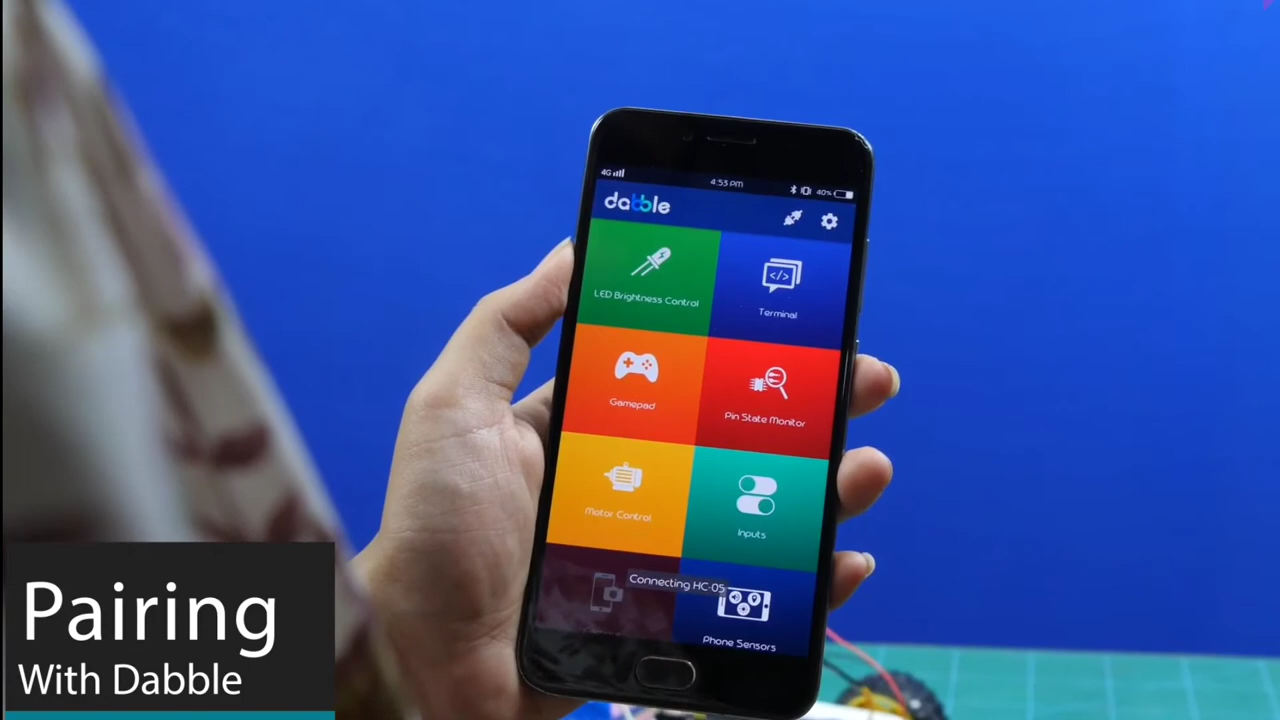 4G
4:53 PM
40%
dabble
LED Brightness Control
Terminal
Gamepad
Pin State Monitor
Motor Control
Inputs
Connecting HC-05
Phone Sensors
Pairing
With Dabble